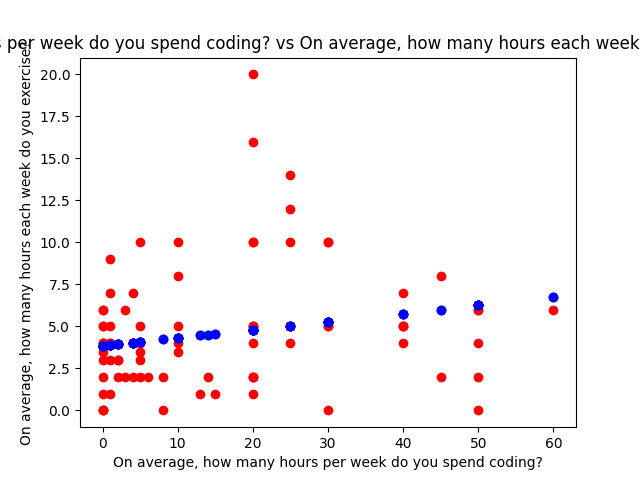 per week do you spend coding? vs On average, how many hours each week
On average, how many hours each week do you exercise?
20.0
17.5
15.0
12.5
10.0
7.5
5.0
2.5
0.0
0 10 20 30 40 50 60
On average, how many hours per week do you spend coding?